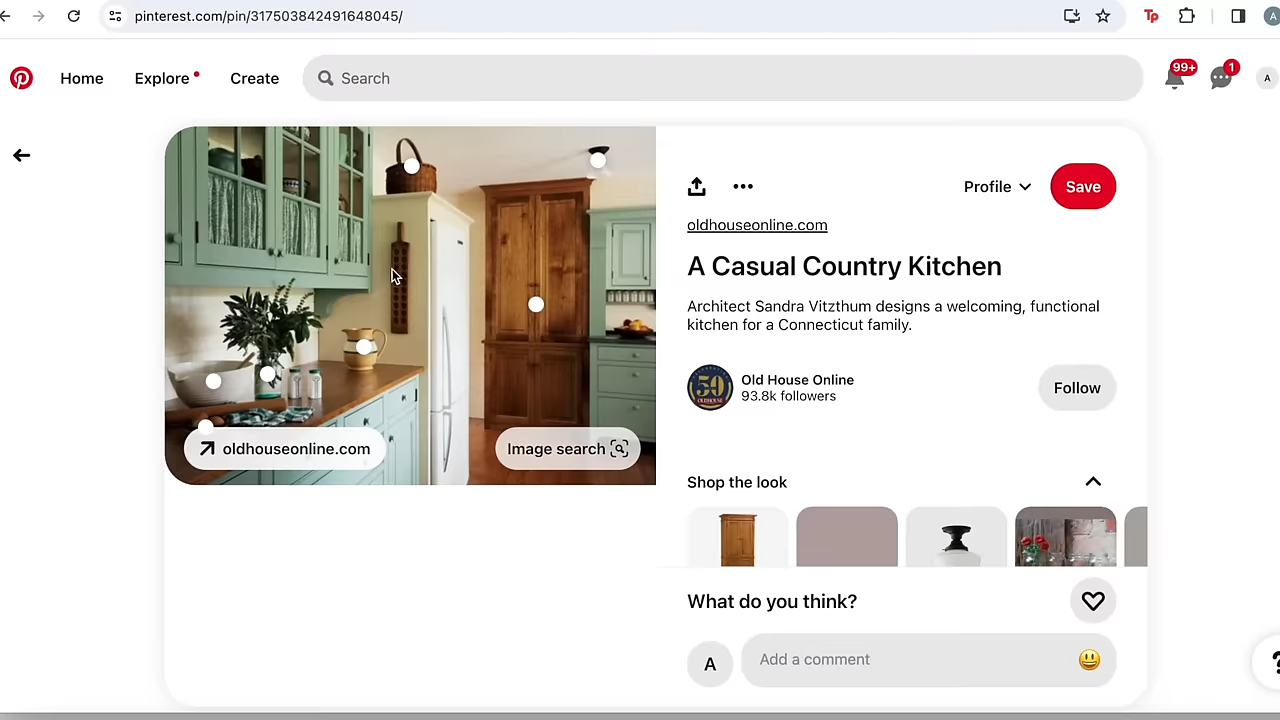 pinterest.com/pin/317503842491648045/
Tp
A
Home
Explore
Create
Search
99+
1
A
oldhouseonline.com
Image search
Profile
Save
oldhouseonline.com
A Casual Country Kitchen
Architect Sandra Vitzthum designs a welcoming, functional
kitchen for a Connecticut family.
50
Old House Online
93.8k followers
Follow
Shop the look
What do you think?
A
Add a comment
?